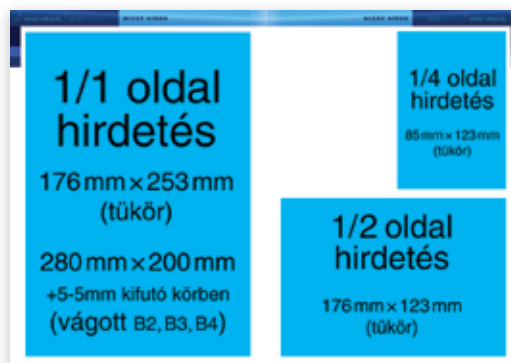 1/1 oldal
hirdetés
176 mm × 253 mm
(tükör)
280 mm × 200 mm
+5-5mm kifutó körben
(vágott B2, B3, B4)
1/4 oldal
hirdetés
85 mm × 123 mm
(tükör)
1/2 oldal
hirdetés
176 mm × 123 mm
(tükör)